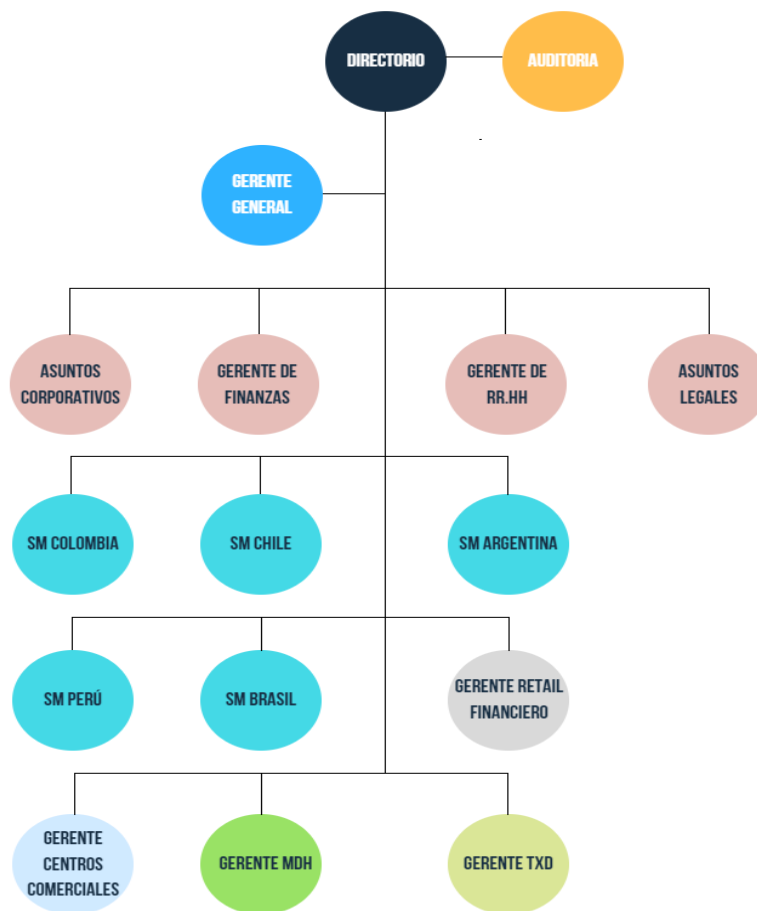 DIRECTORIO
AUDITORIA
GERENTE
GENERAL
ASUNTOS
CORPORATIVOS
GERENTE DE
FINANZAS
GERENTE DE
RR.HH
ASUNTOS
LEGALES
SM COLOMBIA
SM CHILE
SM ARGENTINA
SM PERÚ
SM BRASIL
GERENTE RETAIL
FINANCIERO
GERENTE
CENTROS
COMERCIALES
GERENTE MDH
GERENTE TXD